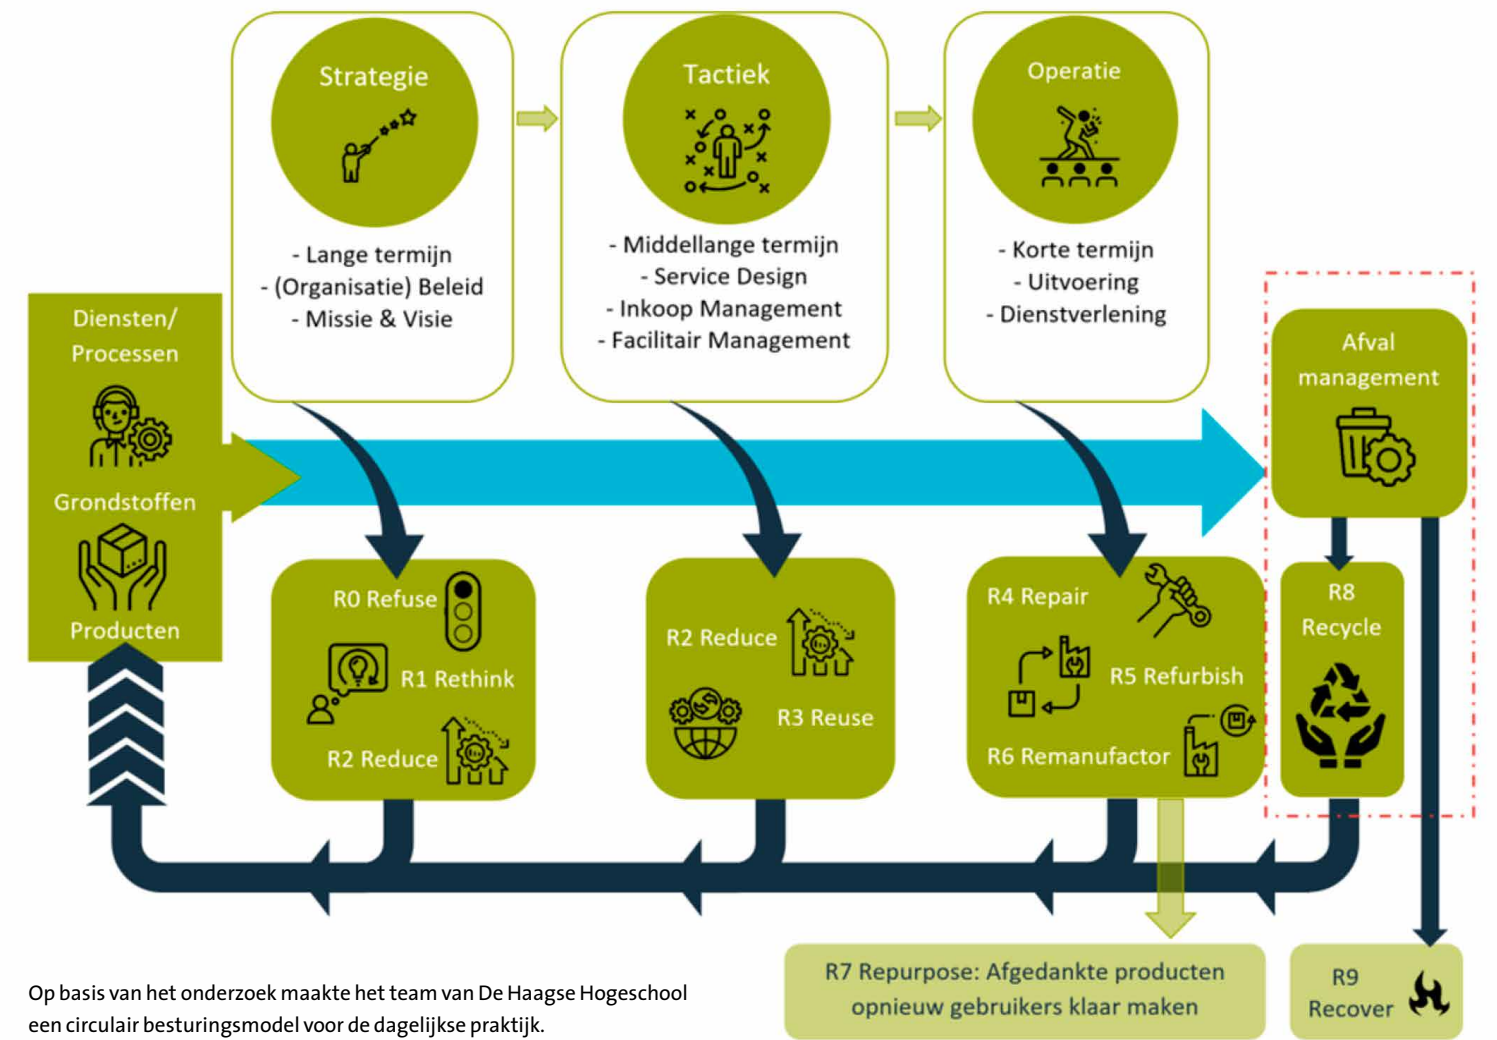 Strategie
- Lange termijn
- (Organisatie) Beleid
- Missie & Visie
Tactiek
- Middellange termijn
- Service Design
- Inkoop Management
- Facilitair Management
Operatie
- Korte termijn
- Uitvoering
- Dienstverlening
Diensten/
Processen
Grondstoffen
Producten
Afval
management
R0 Refuse
R1 Rethink
R2 Reduce
R2 Reduce
R3 Reuse
R4 Repair
R5 Refurbish
R6 Remanufactor
R8
Recycle
R7 Repurpose: Afgedankte producten
opnieuw gebruikers klaar maken
R9
Recover
Op basis van het onderzoek maakte het team van De Haagse Hogeschool
een circulair besturingsmodel voor de dagelijkse praktijk.